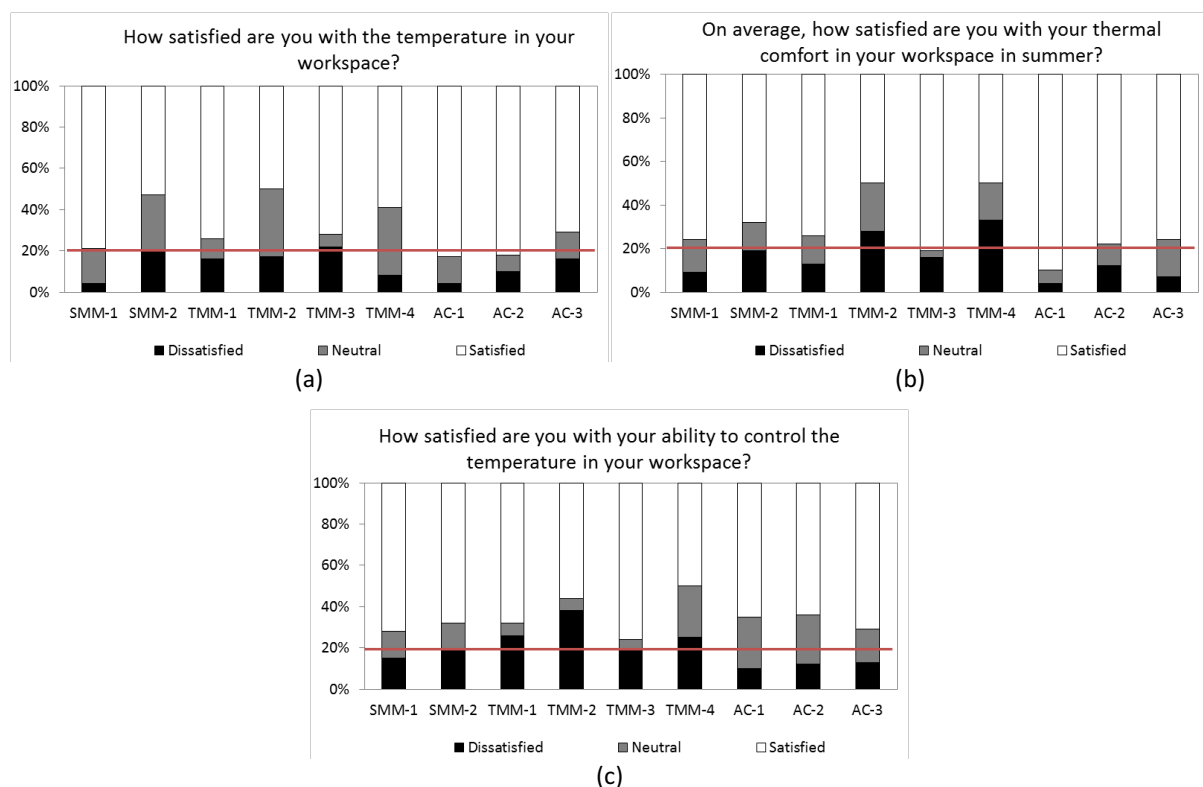 How satisfied are you with the temperature in your
workspace?
100%
80%
60%
40%
20%
0%
SMM-1 SMM-2 TMM-1 TMM-2 TMM-3 TMM-4 AC-1 AC-2 AC-3
Dissatisfied Neutral Satisfied
(a)
On average, how satisfied are you with your thermal
comfort in your workspace in summer?
100%
80%
60%
40%
20%
0%
SMM-1 SMM-2 TMM-1 TMM-2 TMM-3 TMM-4 AC-1 AC-2 AC-3
Dissatisfied Neutral Satisfied
(b)
How satisfied are you with your ability to control the
temperature in your workspace?
100%
80%
60%
40%
20%
0%
SMM-1 SMM-2 TMM-1 TMM-2 TMM-3 TMM-4 AC-1 AC-2 AC-3
Dissatisfied Neutral Satisfied
(c)